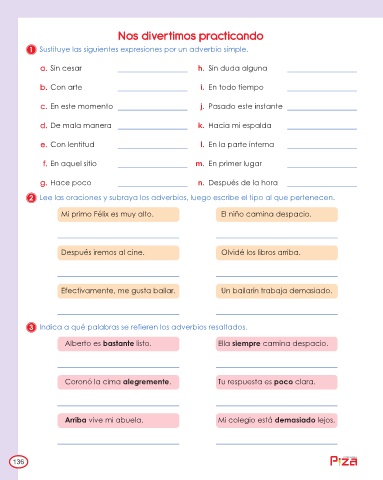 Nos divertimos practicando
1 Sustituye las siguientes expresiones por un adverbio simple.
a. Sin cesar
h. Sin duda alguna
b. Con arte
i. En todo tiempo
c. En este momento
j. Pasado este instante
d. De mala manera
k. Hacia mi espalda
e. Con lentitud
l. En la parte interna
f. En aquel sitio
m. En primer lugar
g. Hace poco
n. Después de la hora
2 Lee las oraciones y subraya los adverbios, luego escribe el tipo al que pertenecen.
Mi primo Félix es muy alto.
El niño camina despacio.
Después iremos al cine.
Olvidé los libros arriba.
Efectivamente, me gusta bailar.
Un bailarín trabaja demasiado.
3 Indica a qué palabras se refieren los adverbios resaltados.
Alberto es bastante listo.
Ella siempre camina despacio.
Coronó la cima alegremente.
Tu respuesta es poco clara.
Arriba vive mi abuela.
Mi colegio está demasiado lejos.
136